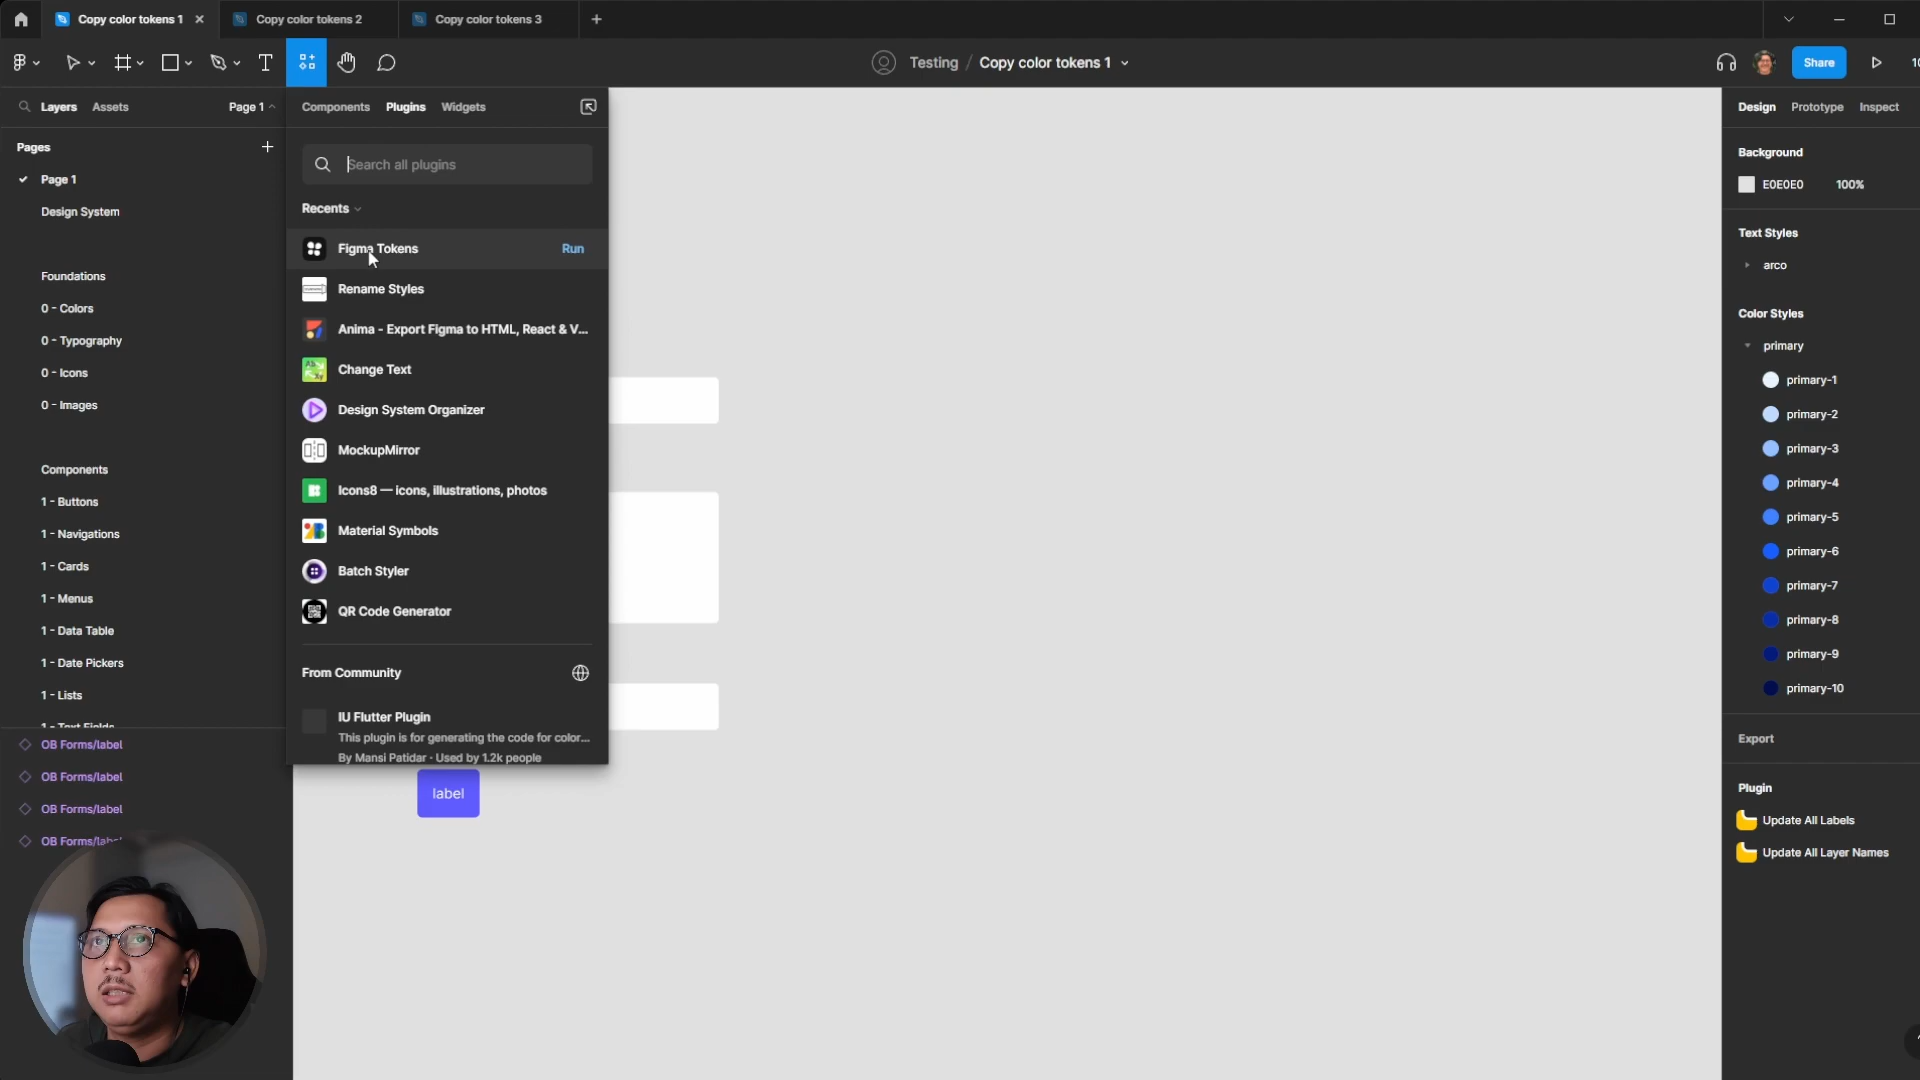 Copy color tokens 1
Copy color tokens 2
Copy color tokens 3
Testing / Copy color tokens 1
Share
10
Layers
Assets
Page 1
Pages
Page 1
Design System
Foundations
0 - Colors
0 - Typography
0 - Icons
0 - Images
Components
1 - Buttons
1 - Navigations
1 - Cards
1 - Menus
1 - Data Table
1 - Date Pickers
1 - Lists
1 - Text Fields
OB Forms/label
OB Forms/label
OB Forms/label
OB Forms/label
Components
Plugins
Widgets
Search all plugins
Recents
Figma Tokens
Run
Rename Styles
Anima - Export Figma to HTML, React & V...
Change Text
Design System Organizer
MockupMirror
Icons8 — icons, illustrations, photos
Material Symbols
Batch Styler
QR Code Generator
From Community
IU Flutter Plugin
This plugin is for generating the code for color...
By Mansi Patidar · Used by 1.2k people
label
Design
Prototype
Inspect
Background
E0E0E0
100%
Text Styles
arco
Color Styles
primary
primary-1
primary-2
primary-3
primary-4
primary-5
primary-6
primary-7
primary-8
primary-9
primary-10
Export
Plugin
Update All Labels
Update All Layer Names